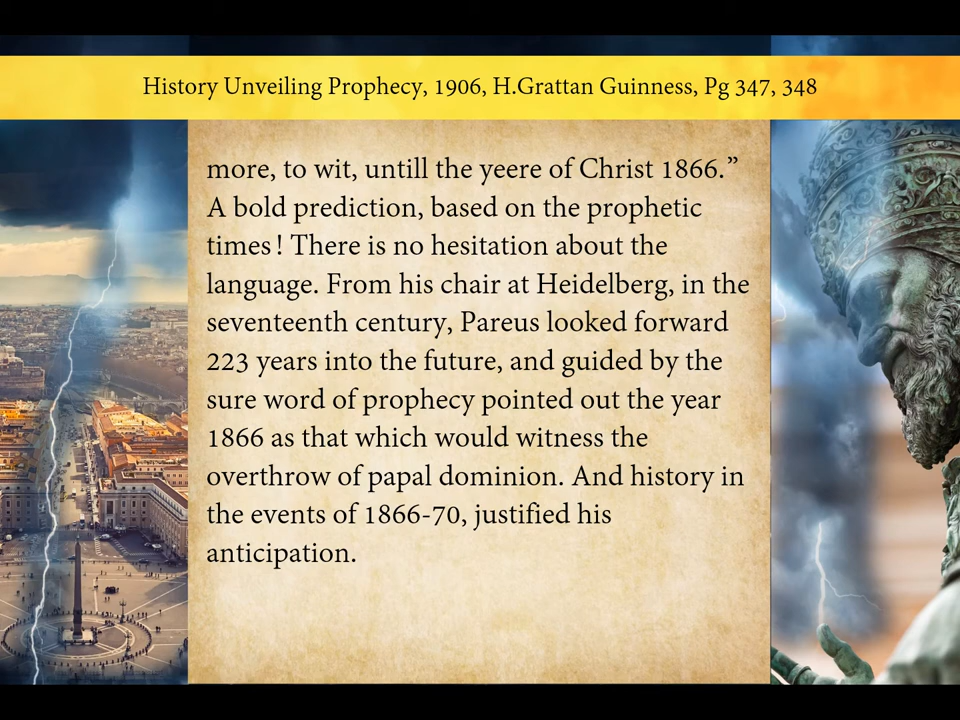 History Unveiling Prophecy, 1906, H.Grattan Guinness, Pg 347, 348
more, to wit, untill the yeere of Christ 1866.”
A bold prediction, based on the prophetic
times ! There is no hesitation about the
language. From his chair at Heidelberg, in the
seventeenth century, Pareus looked forward
223 years into the future, and guided by the
sure word of prophecy pointed out the year
1866 as that which would witness the
overthrow of papal dominion. And history in
the events of 1866-70, justified his
anticipation.